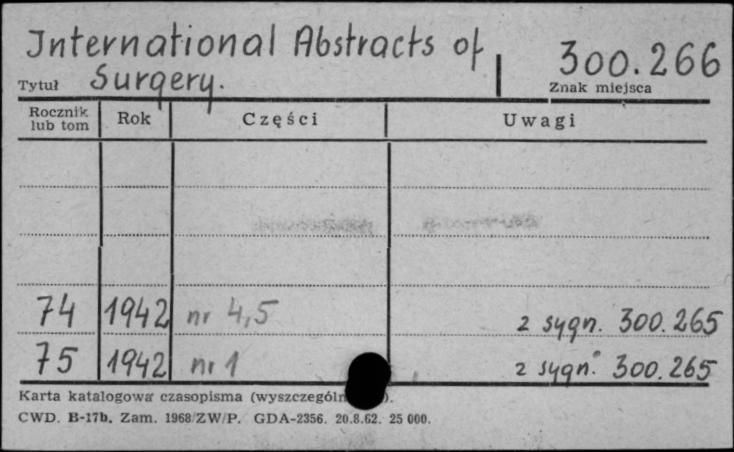 International Abstracts of
Tytuł Surgery. 300.266
Znak miejsca
Rocznik lub tom Rok Części Uwagi
74 1942 nr 4,5 z sygn. 300.265
75 1942 nr 1 z sygn. 300.265
Karta katalogowa czasopisma
CWD. B-17b. Zam. 1968/ZW/P. GDA-2356. 20.8.62. 25 000.